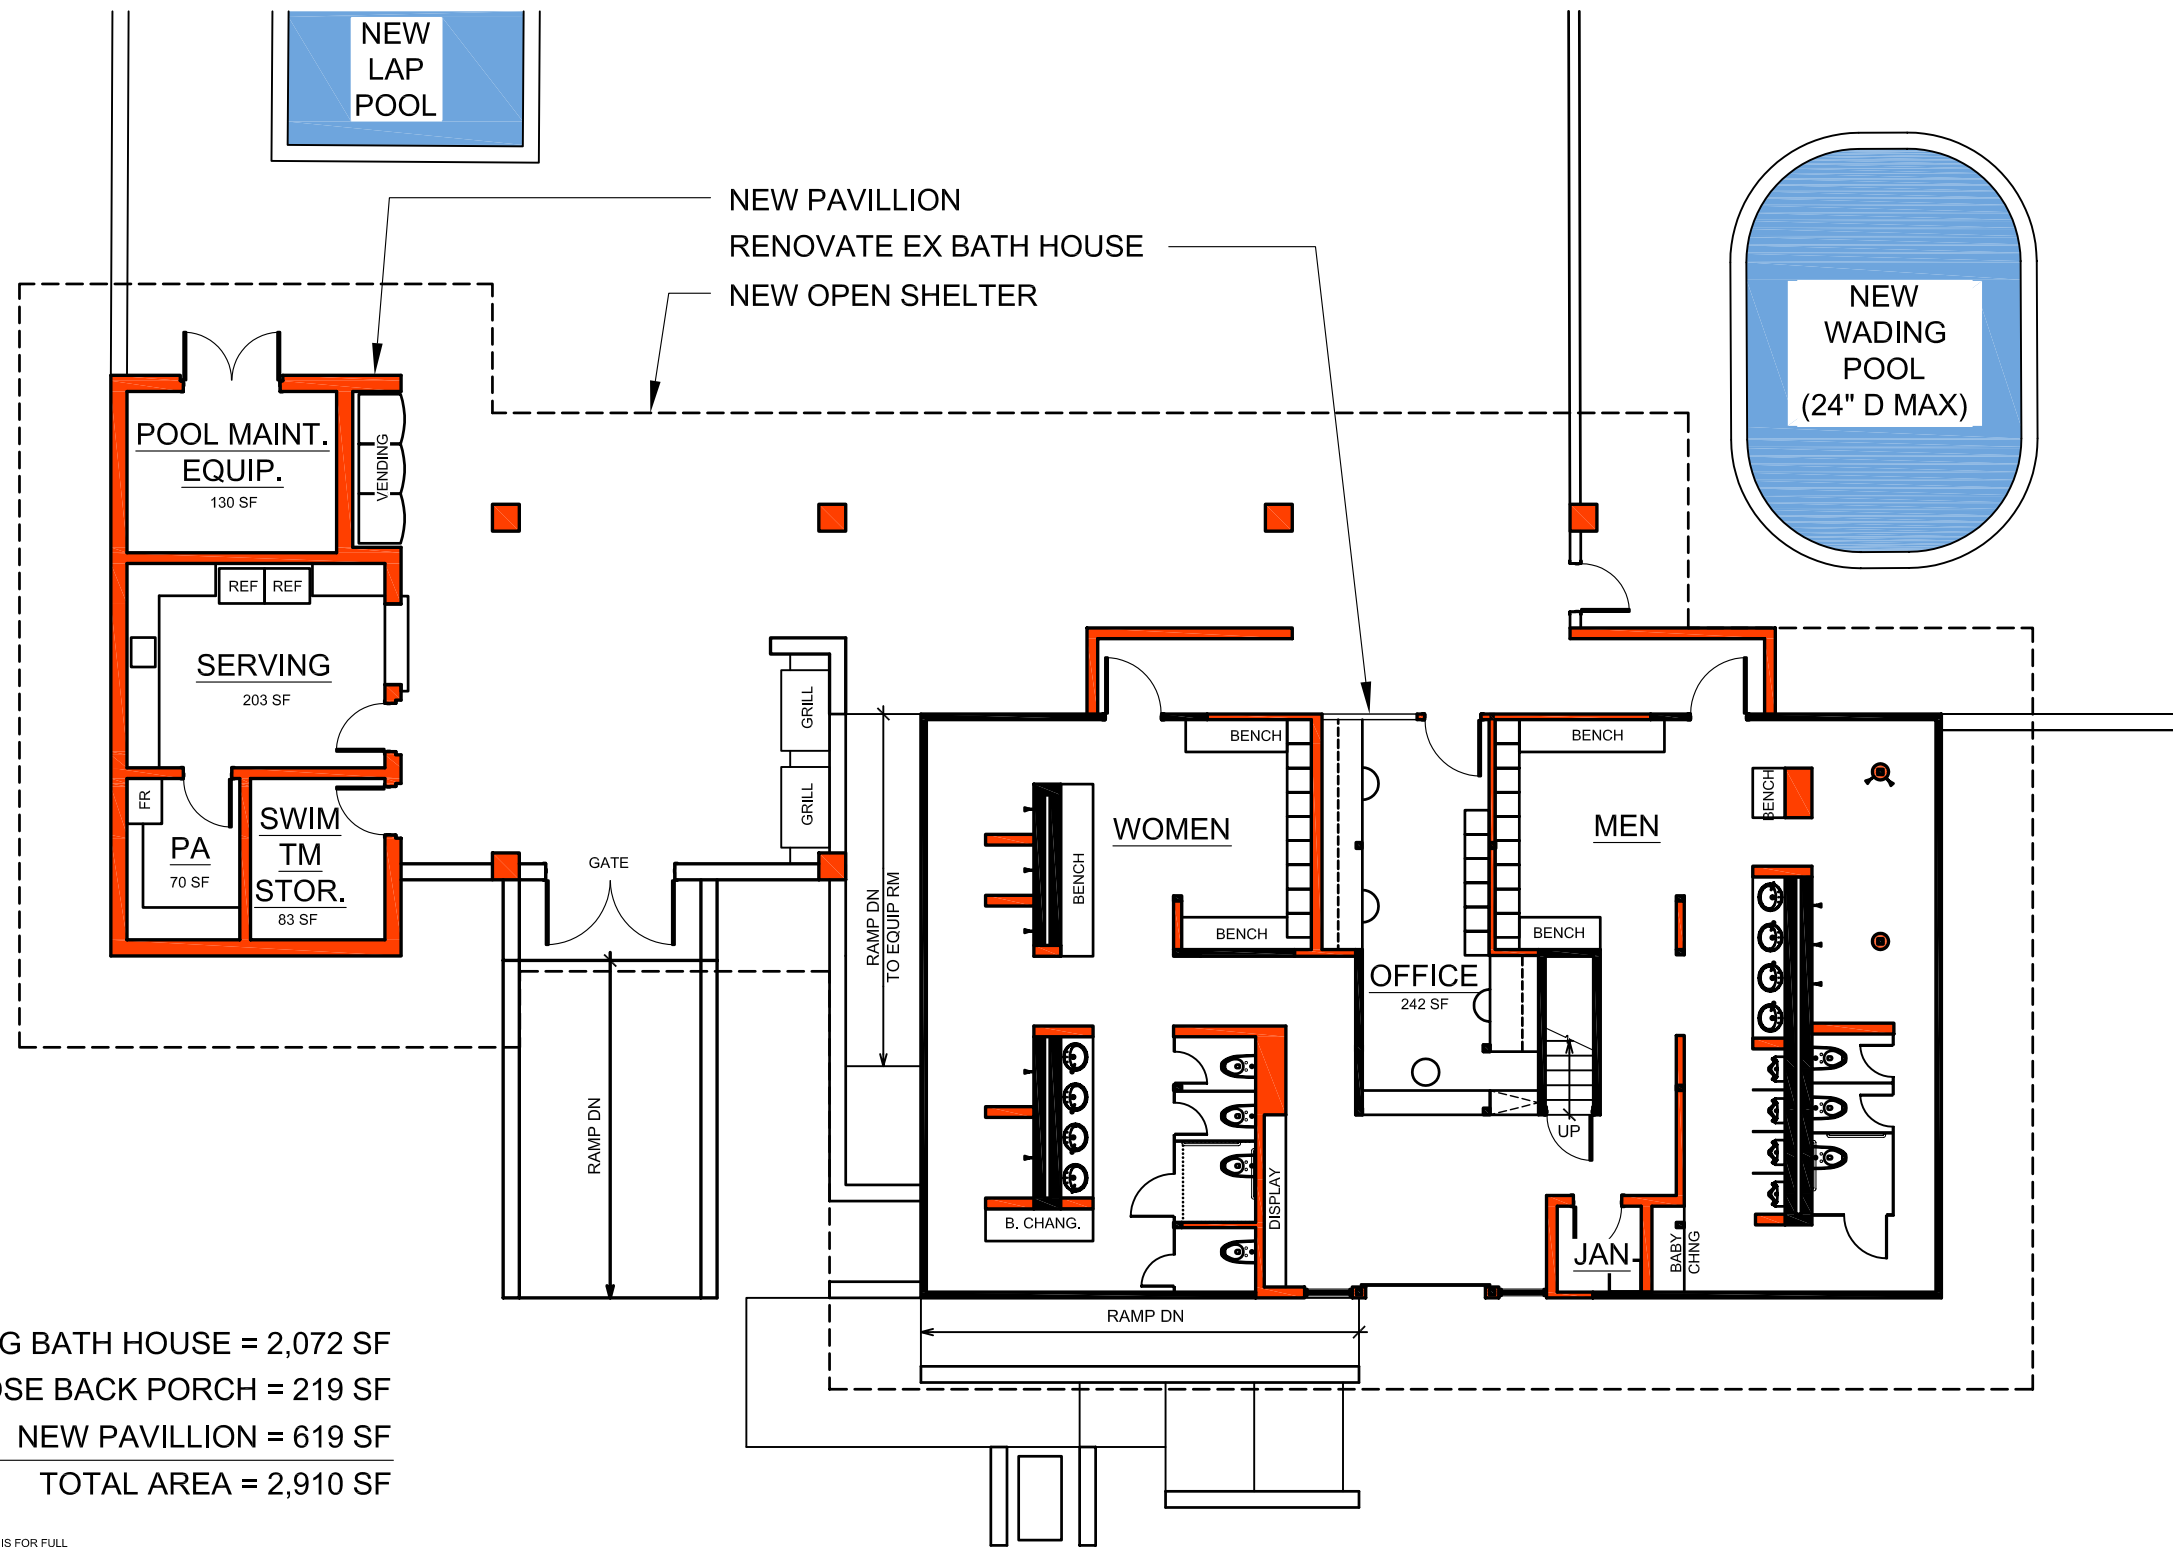 NEW
LAP
POOL
NEW PAVILLION
RENOVATE EX BATH HOUSE
NEW OPEN SHELTER
NEW
WADING
POOL
(24" D MAX)
POOL MAINT.
EQUIP.
130 SF
VENDING
REF REF
SERVING
203 SF
FR
PA
70 SF
SWIM
TM
STOR.
83 SF
GATE
GRILL
GRILL
RAMP DN
RAMP DN
TO EQUIP RM
BENCH
BENCH
WOMEN
BENCH
BENCH
MEN
BENCH
BENCH
BENCH
OFFICE
242 SF
UP
DISPLAY
B. CHANG.
JAN
BABY
CHNG
RAMP DN
G BATH HOUSE = 2,072 SF
OSE BACK PORCH = 219 SF
NEW PAVILLION = 619 SF
TOTAL AREA = 2,910 SF
IS FOR FULL